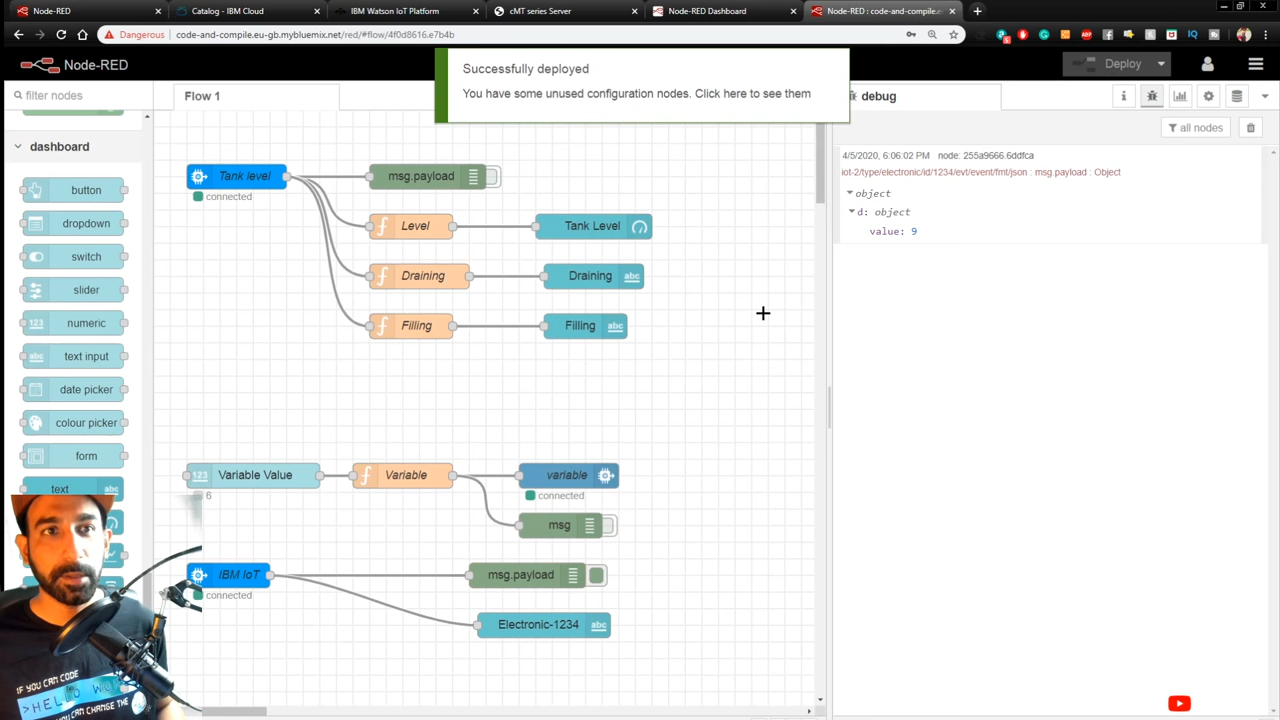 Node-RED
Catalog - IBM Cloud
IBM Watson IoT Platform
cMT series Server
Node-RED Dashboard
Node-RED : code-and-compile.e
Dangerous
code-and-compile.eu-gb.mybluemix.net/red/#flow/4f0d8616.e7b4b
Node-RED
Deploy
Successfully deployed
You have some unused configuration nodes. Click here to see them
filter nodes
Flow 1
debug
all nodes
dashboard
button
dropdown
switch
slider
numeric
text input
date picker
colour picker
form
text
Tank level
connected
msg.payload
Level
Tank Level
Draining
Draining
Filling
Filling
Variable Value
6
Variable
variable
connected
msg
IBM IoT
connected
msg.payload
Electronic-1234
4/5/2020, 6:06:02 PM node: 255a9666.6ddfca
iot-2/type/electronic/id/1234/evt/event/fmt/json : msg.payload : Object
object
d: object
value: 9
IF YOU CAN CODE
>HELLO WO
YOU CAN CHANGE THE